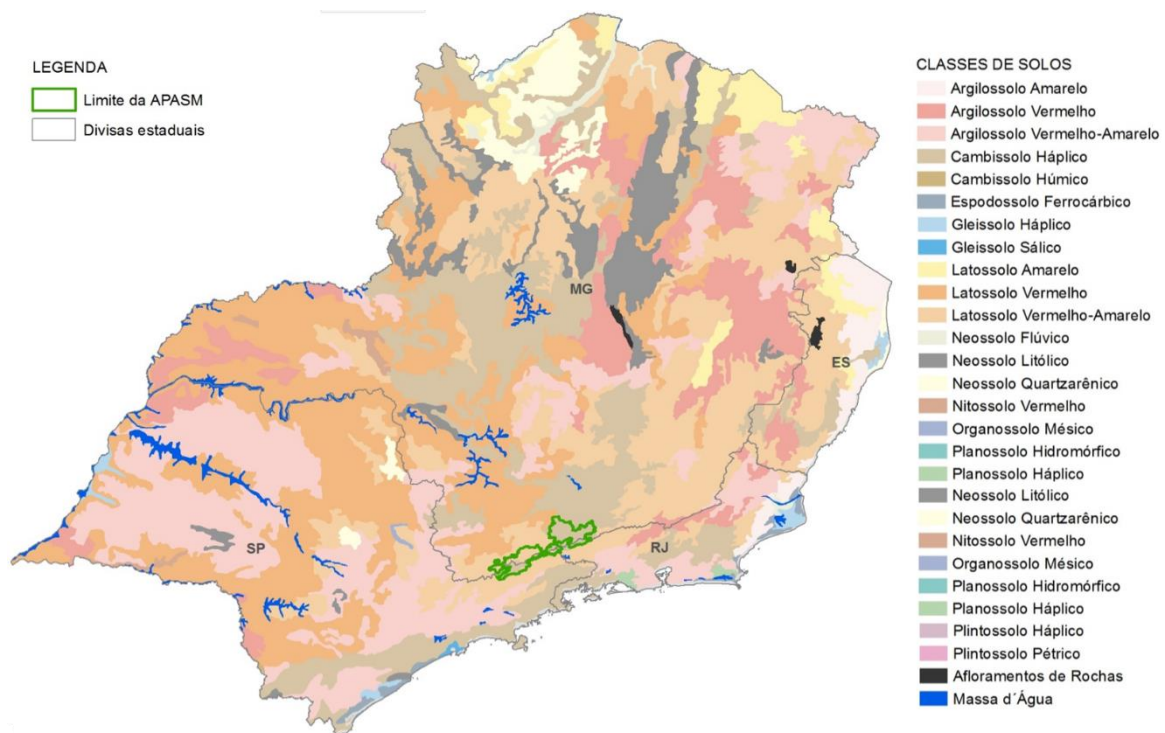 LEGENDA
Limite da APASM
Divisas estaduais
MG
ES
SP
RJ
CLASSES DE SOLOS
Argilossolo Amarelo
Argilossolo Vermelho
Argilossolo Vermelho-Amarelo
Cambissolo Háplico
Cambissolo Húmico
Espodossolo Ferrocárbico
Gleissolo Háplico
Gleissolo Sálico
Latossolo Amarelo
Latossolo Vermelho
Latossolo Vermelho-Amarelo
Neossolo Flúvico
Neossolo Litólico
Neossolo Quartzarênico
Nitossolo Vermelho
Organossolo Mésico
Planossolo Hidromórfico
Planossolo Háplico
Neossolo Litólico
Neossolo Quartzarênico
Nitossolo Vermelho
Organossolo Mésico
Planossolo Hidromórfico
Planossolo Háplico
Plintossolo Háplico
Plintossolo Pétrico
Afloramentos de Rochas
Massa d´Água